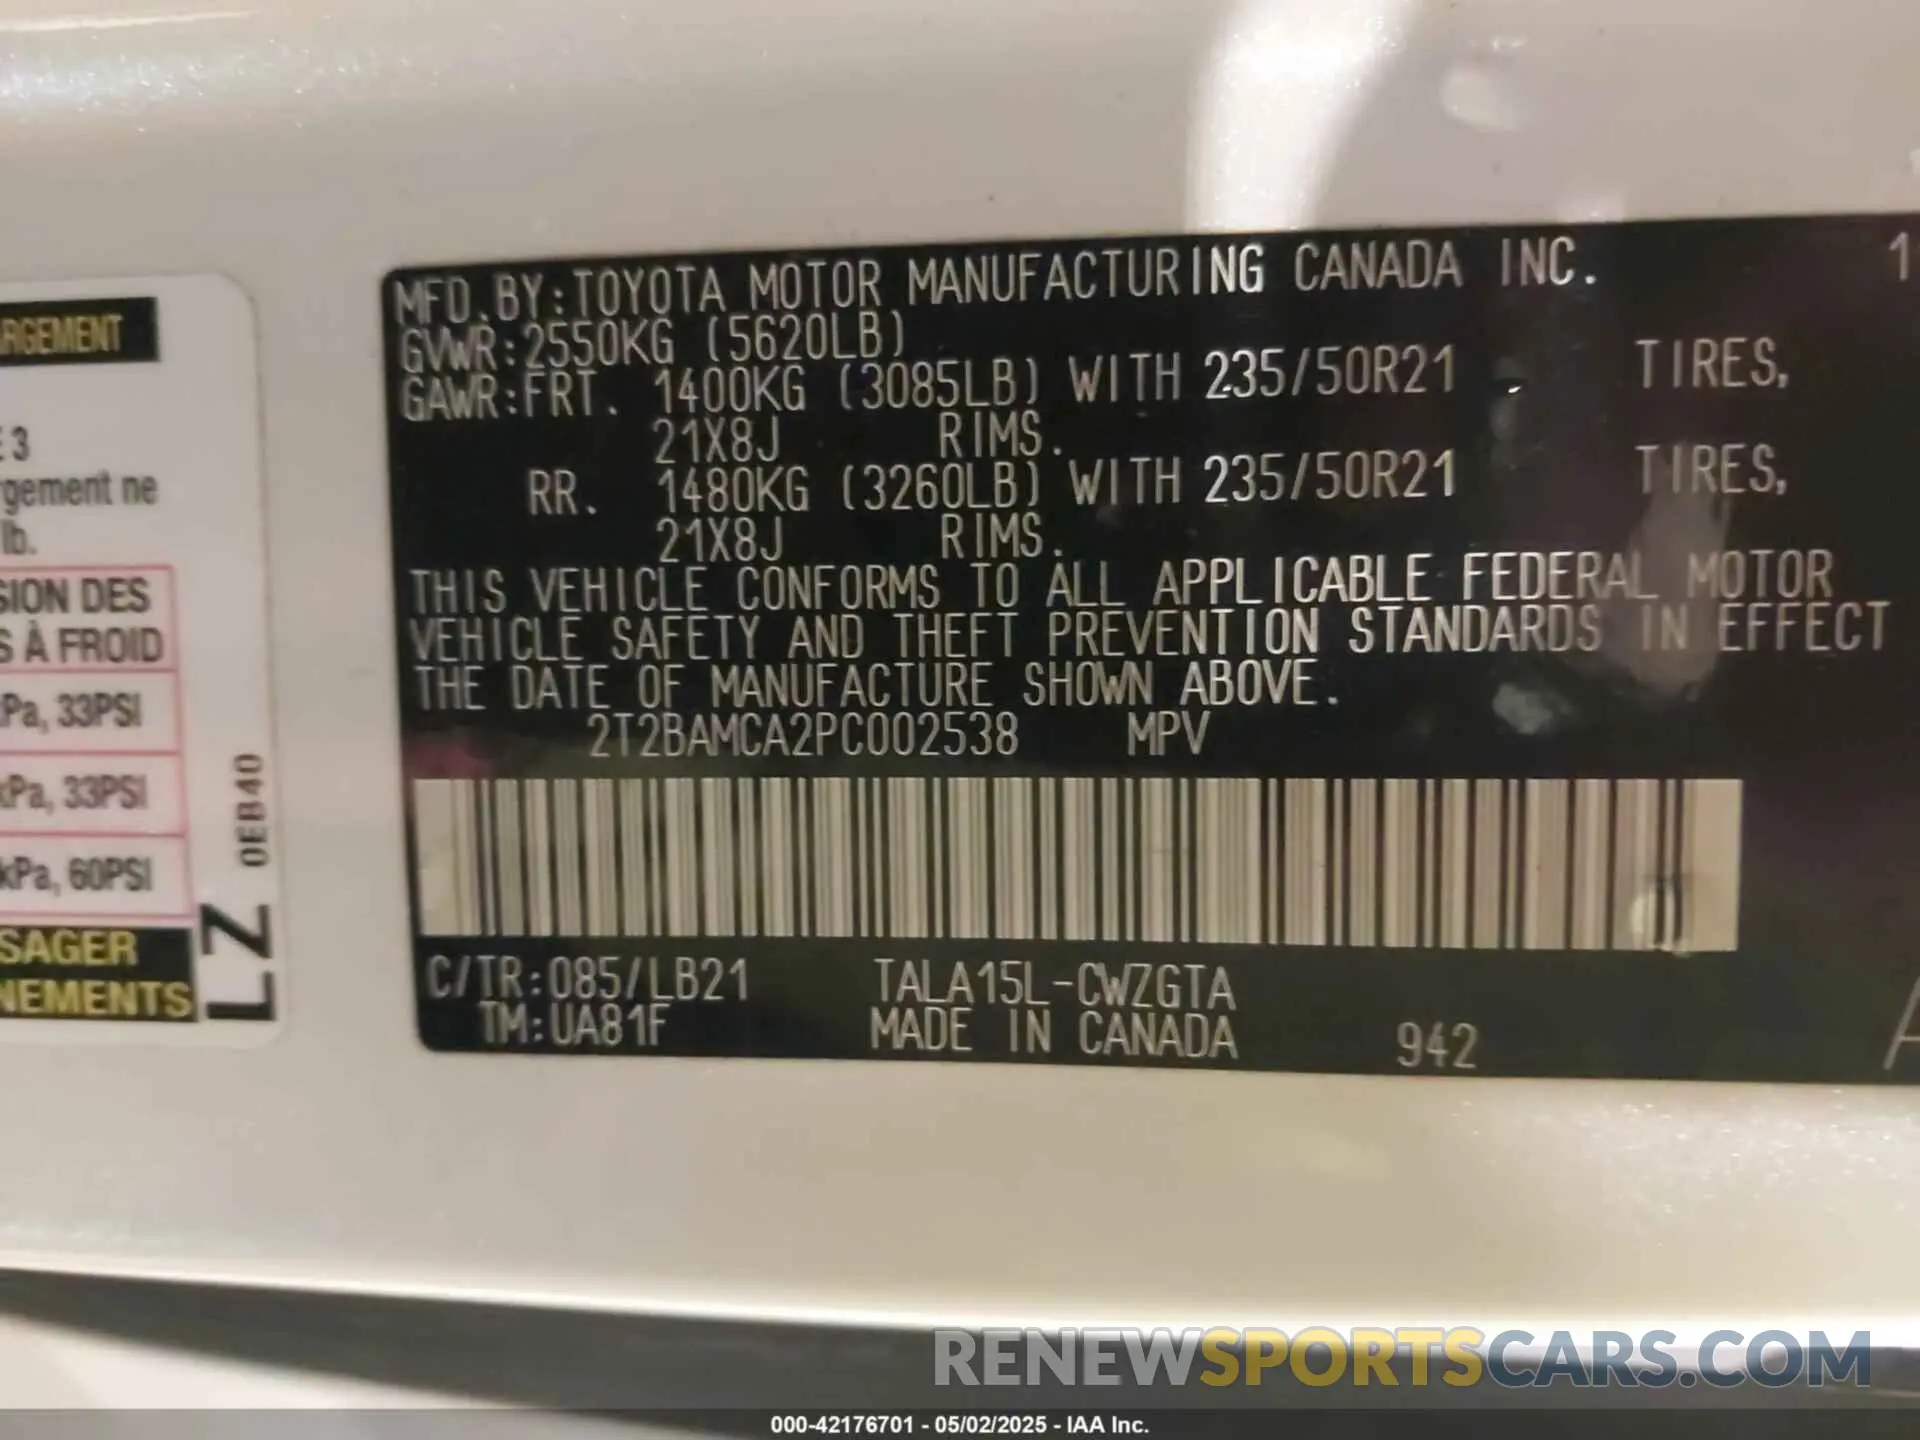 RGEMENT
E 3
rgement ne
lb.
SION DES
S À FROID
kPa, 33PSI
kPa, 33PSI
kPa, 60PSI
SAGER
NEMENTS
LZ 0EB40
MFD. BY: TOYOTA MOTOR MANUFACTURING CANADA INC. 1
GVWR: 2550KG (5620LB)
GAWR: FRT. 1400KG (3085LB) WITH 235/50R21 TIRES,
21X8J RIMS.
RR. 1480KG (3260LB) WITH 235/50R21 TIRES,
21X8J RIMS.
THIS VEHICLE CONFORMS TO ALL APPLICABLE FEDERAL MOTOR
VEHICLE SAFETY AND THEFT PREVENTION STANDARDS IN EFFECT
THE DATE OF MANUFACTURE SHOWN ABOVE.
2T2BAMCA2PC002538 MPV
C/TR: 085/LB21 TALA15L-CWZGTA
TM: UA81F MADE IN CANADA 942 A
RENEWSPORTSCARS.COM
000-42176701 - 05/02/2025 - IAA Inc.